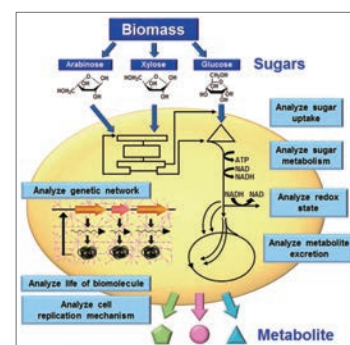 Biomass
Arabinose
Xylose
Glucose
Sugars
Analyze sugar
uptake
Analyze sugar
metabolism
ATP
NAD
NADH
NADH NAD
Analyze redox
state
Analyze genetic network
Analyze metabolite
excretion
Analyze life of biomolecule
Analyze cell
replication mechanism
Metabolite